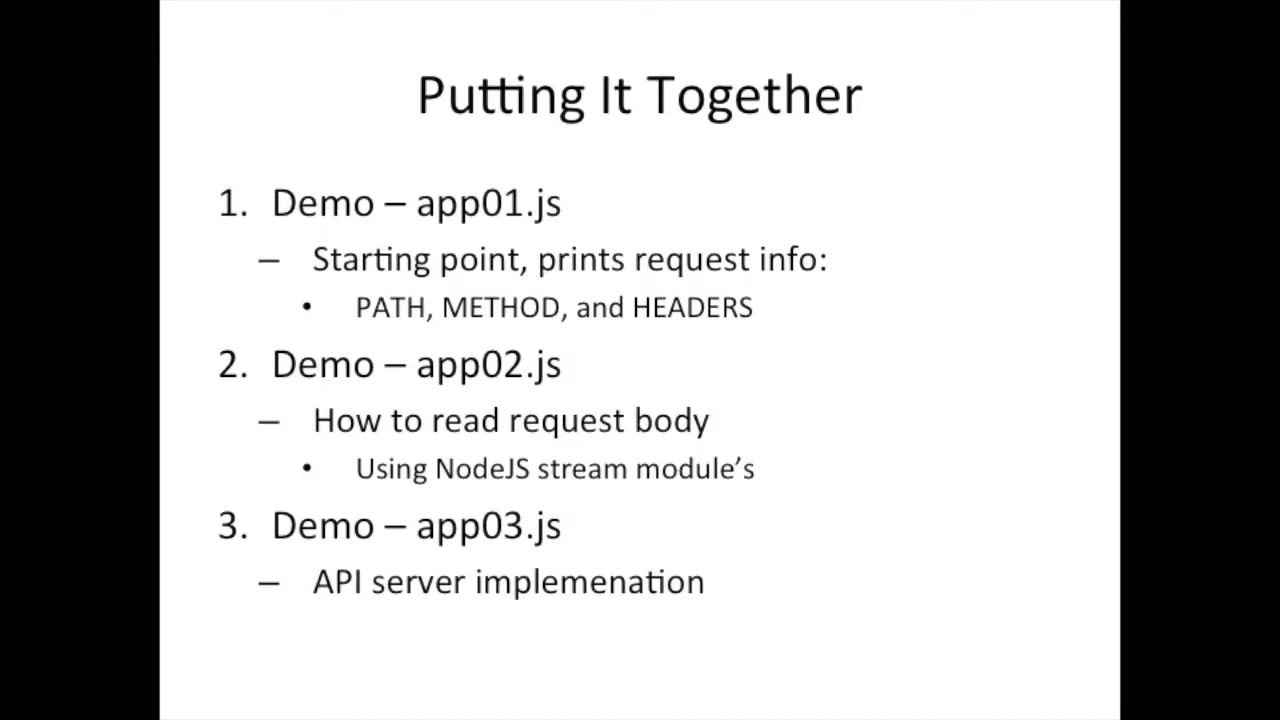 Putting It Together
1. Demo – app01.js
– Starting point, prints request info:
• PATH, METHOD, and HEADERS
2. Demo – app02.js
– How to read request body
• Using NodeJS stream module’s
3. Demo – app03.js
– API server implemenation